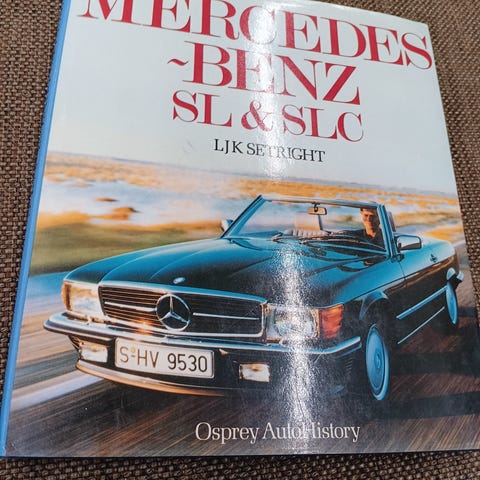 MERCEDES
~BENZ
SL & SLC
LJK SETRIGHT
S-HV 9530
Osprey AutoHistory